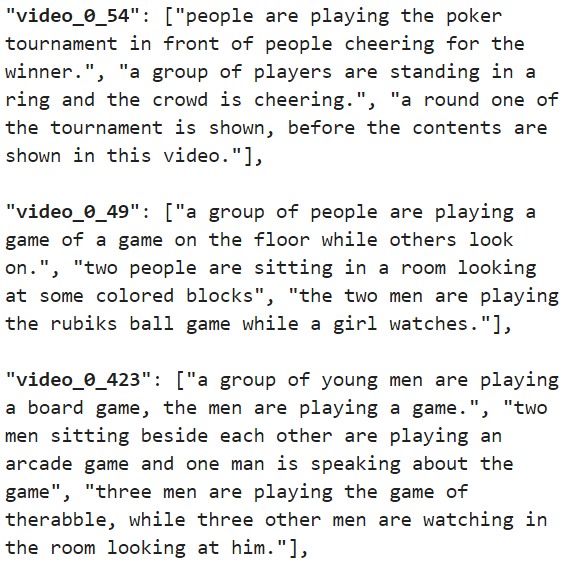 "video_0_54": ["people are playing the poker
tournament in front of people cheering for the
winner.", "a group of players are standing in a
ring and the crowd is cheering.", "a round one of
the tournament is shown, before the contents are
shown in this video."],
"video_0_49": ["a group of people are playing a
game of a game on the floor while others look
on.", "two people are sitting in a room looking
at some colored blocks", "the two men are playing
the rubiks ball game while a girl watches."],
"video_0_423": ["a group of young men are playing
a board game, the men are playing a game.", "two
men sitting beside each other are playing an
arcade game and one man is speaking about the
game", "three men are playing the game of
therabble, while three other men are watching in
the room looking at him."],